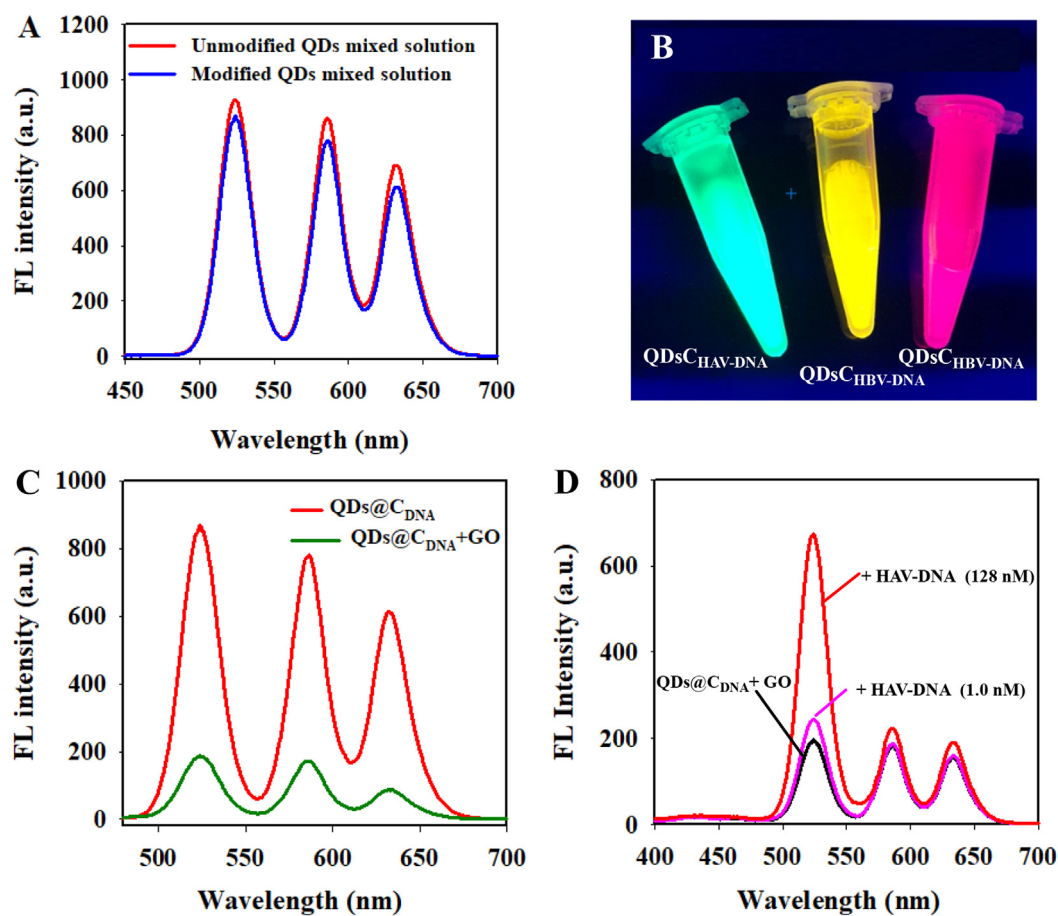 A
Unmodified QDs mixed solution
Modified QDs mixed solution
1200
1000
800
600
400
200
0
450 500 550 600 650 700
FL intensity (a.u.)
Wavelength (nm)
B
QDsC_HAV-DNA
QDsC_HBV-DNA
QDsC_HBV-DNA
C
QDs@C_DNA
QDs@C_DNA+GO
1000
800
600
400
200
0
500 550 600 650 700
FL intensity (a.u.)
Wavelength (nm)
D
800
600
400
200
0
+ HAV-DNA (128 nM)
QDs@C_DNA+ GO
+ HAV-DNA (1.0 nM)
400 450 500 550 600 650 700
FL Intensity (a.u.)
Wavelength (nm)